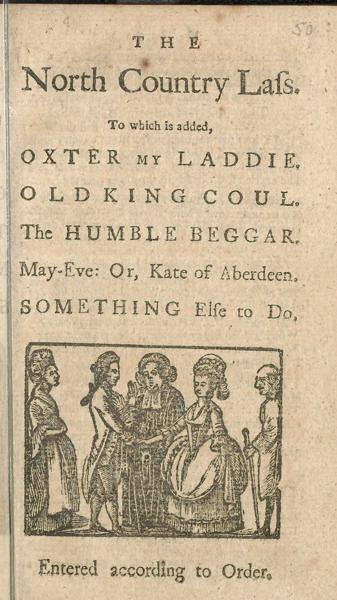 50
THE
North Country Laſs.
To which is added,
OXTER MY LADDIE.
OLD KING COUL.
The HUMBLE BEGGAR.
May-Eve: Or, Kate of Aberdeen.
SOMETHING Elſe to Do.
Entered according to Order.